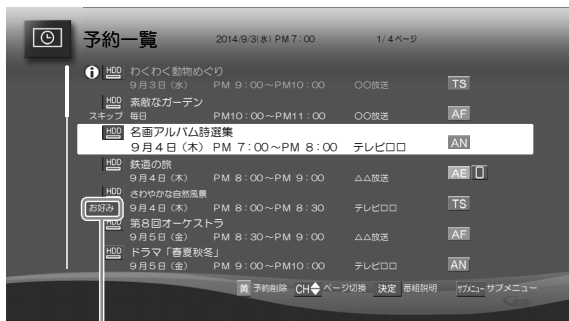 予約一覧 2014/9/3(水) PM 7:00 1/4ページ
HDD わくわく動物めぐり
9月3日(水) PM 9:00~PM10:00 〇〇放送 TS
HDD 素敵なガーデン
スキップ 毎日 PM10:00~PM11:00 〇〇放送 AF
HDD 名画アルバム詩選集
9月4日(木) PM 7:00~PM 8:00 テレビ□□ AN
HDD 鉄道の旅
9月4日(木) PM 8:00~PM 9:00 △△放送 AE
HDD さわやかな自然風景
お好み 9月4日(木) PM 8:00~PM 8:30 テレビ□□ TS
HDD 第8回オーケストラ
9月5日(金) PM 8:30~PM 9:00 △△放送 AF
HDD ドラマ「春夏秋冬」
9月5日(金) PM 9:00~PM10:00 テレビ□□ AN
黄 予約削除 CH ページ切換 決定 番組説明 サブメニュー サブメニュー